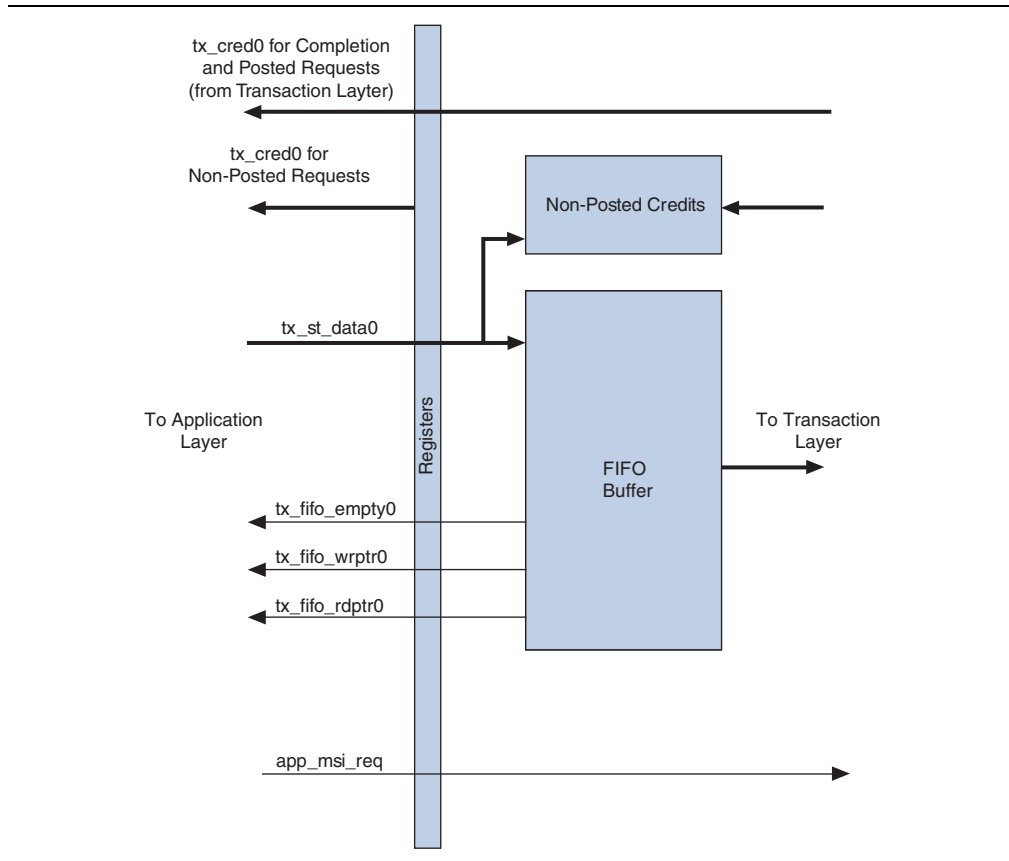 tx_cred0 for Completion
and Posted Requests
(from Transaction Layter)
tx_cred0 for
Non-Posted Requests
Non-Posted Credits
tx_st_data0
To Application
Layer
Registers
FIFO
Buffer
To Transaction
Layer
tx_fifo_empty0
tx_fifo_wrptr0
tx_fifo_rdptr0
app_msi_req